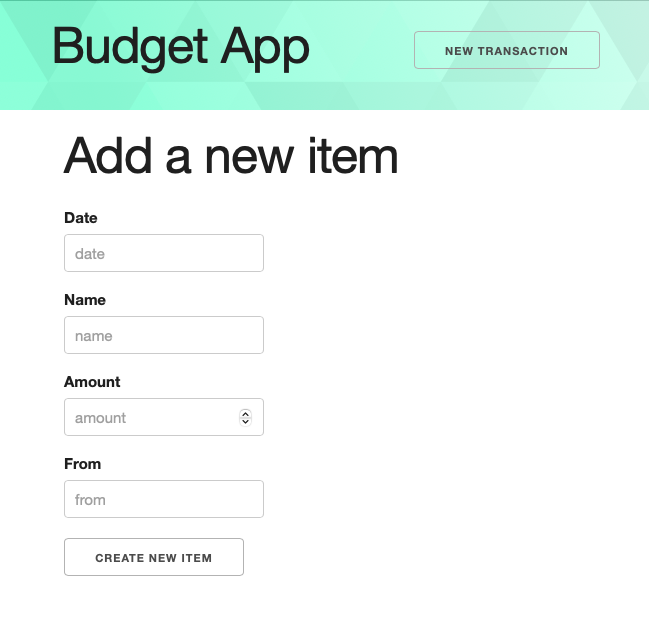 Budget App
NEW TRANSACTION
Add a new item
Date
date
Name
name
Amount
amount
From
from
CREATE NEW ITEM